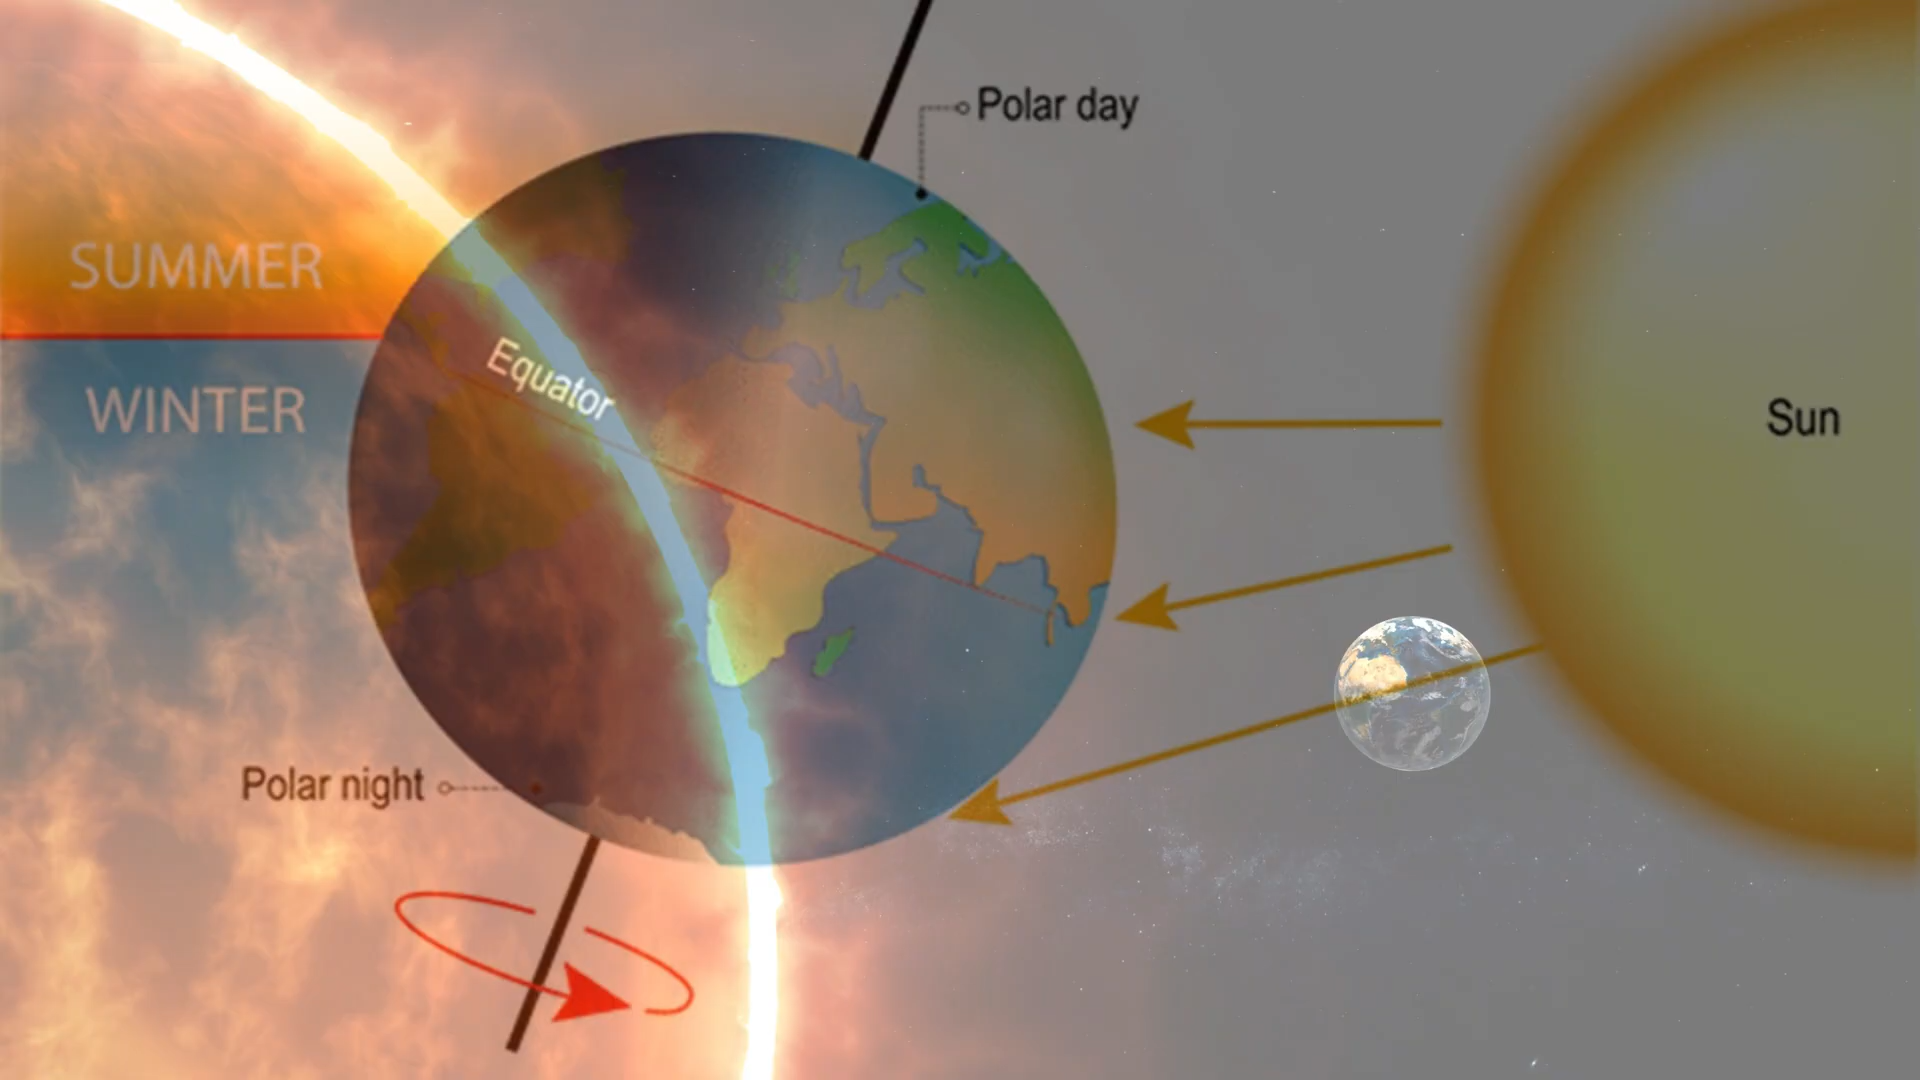 Polar day
SUMMER
Equator
WINTER
Sun
Polar night